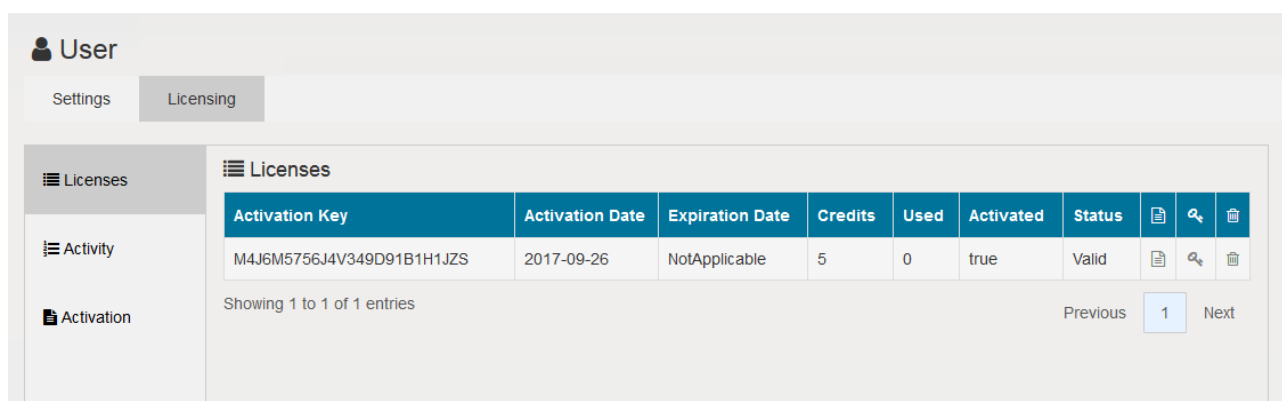 User
Settings Licensing
Licenses
Activity
Activation
Licenses
Activation Key Activation Date Expiration Date Credits Used Activated Status
M4J6M5756J4V349D91B1H1JZS 2017-09-26 NotApplicable 5 0 true Valid
Showing 1 to 1 of 1 entries
Previous 1 Next